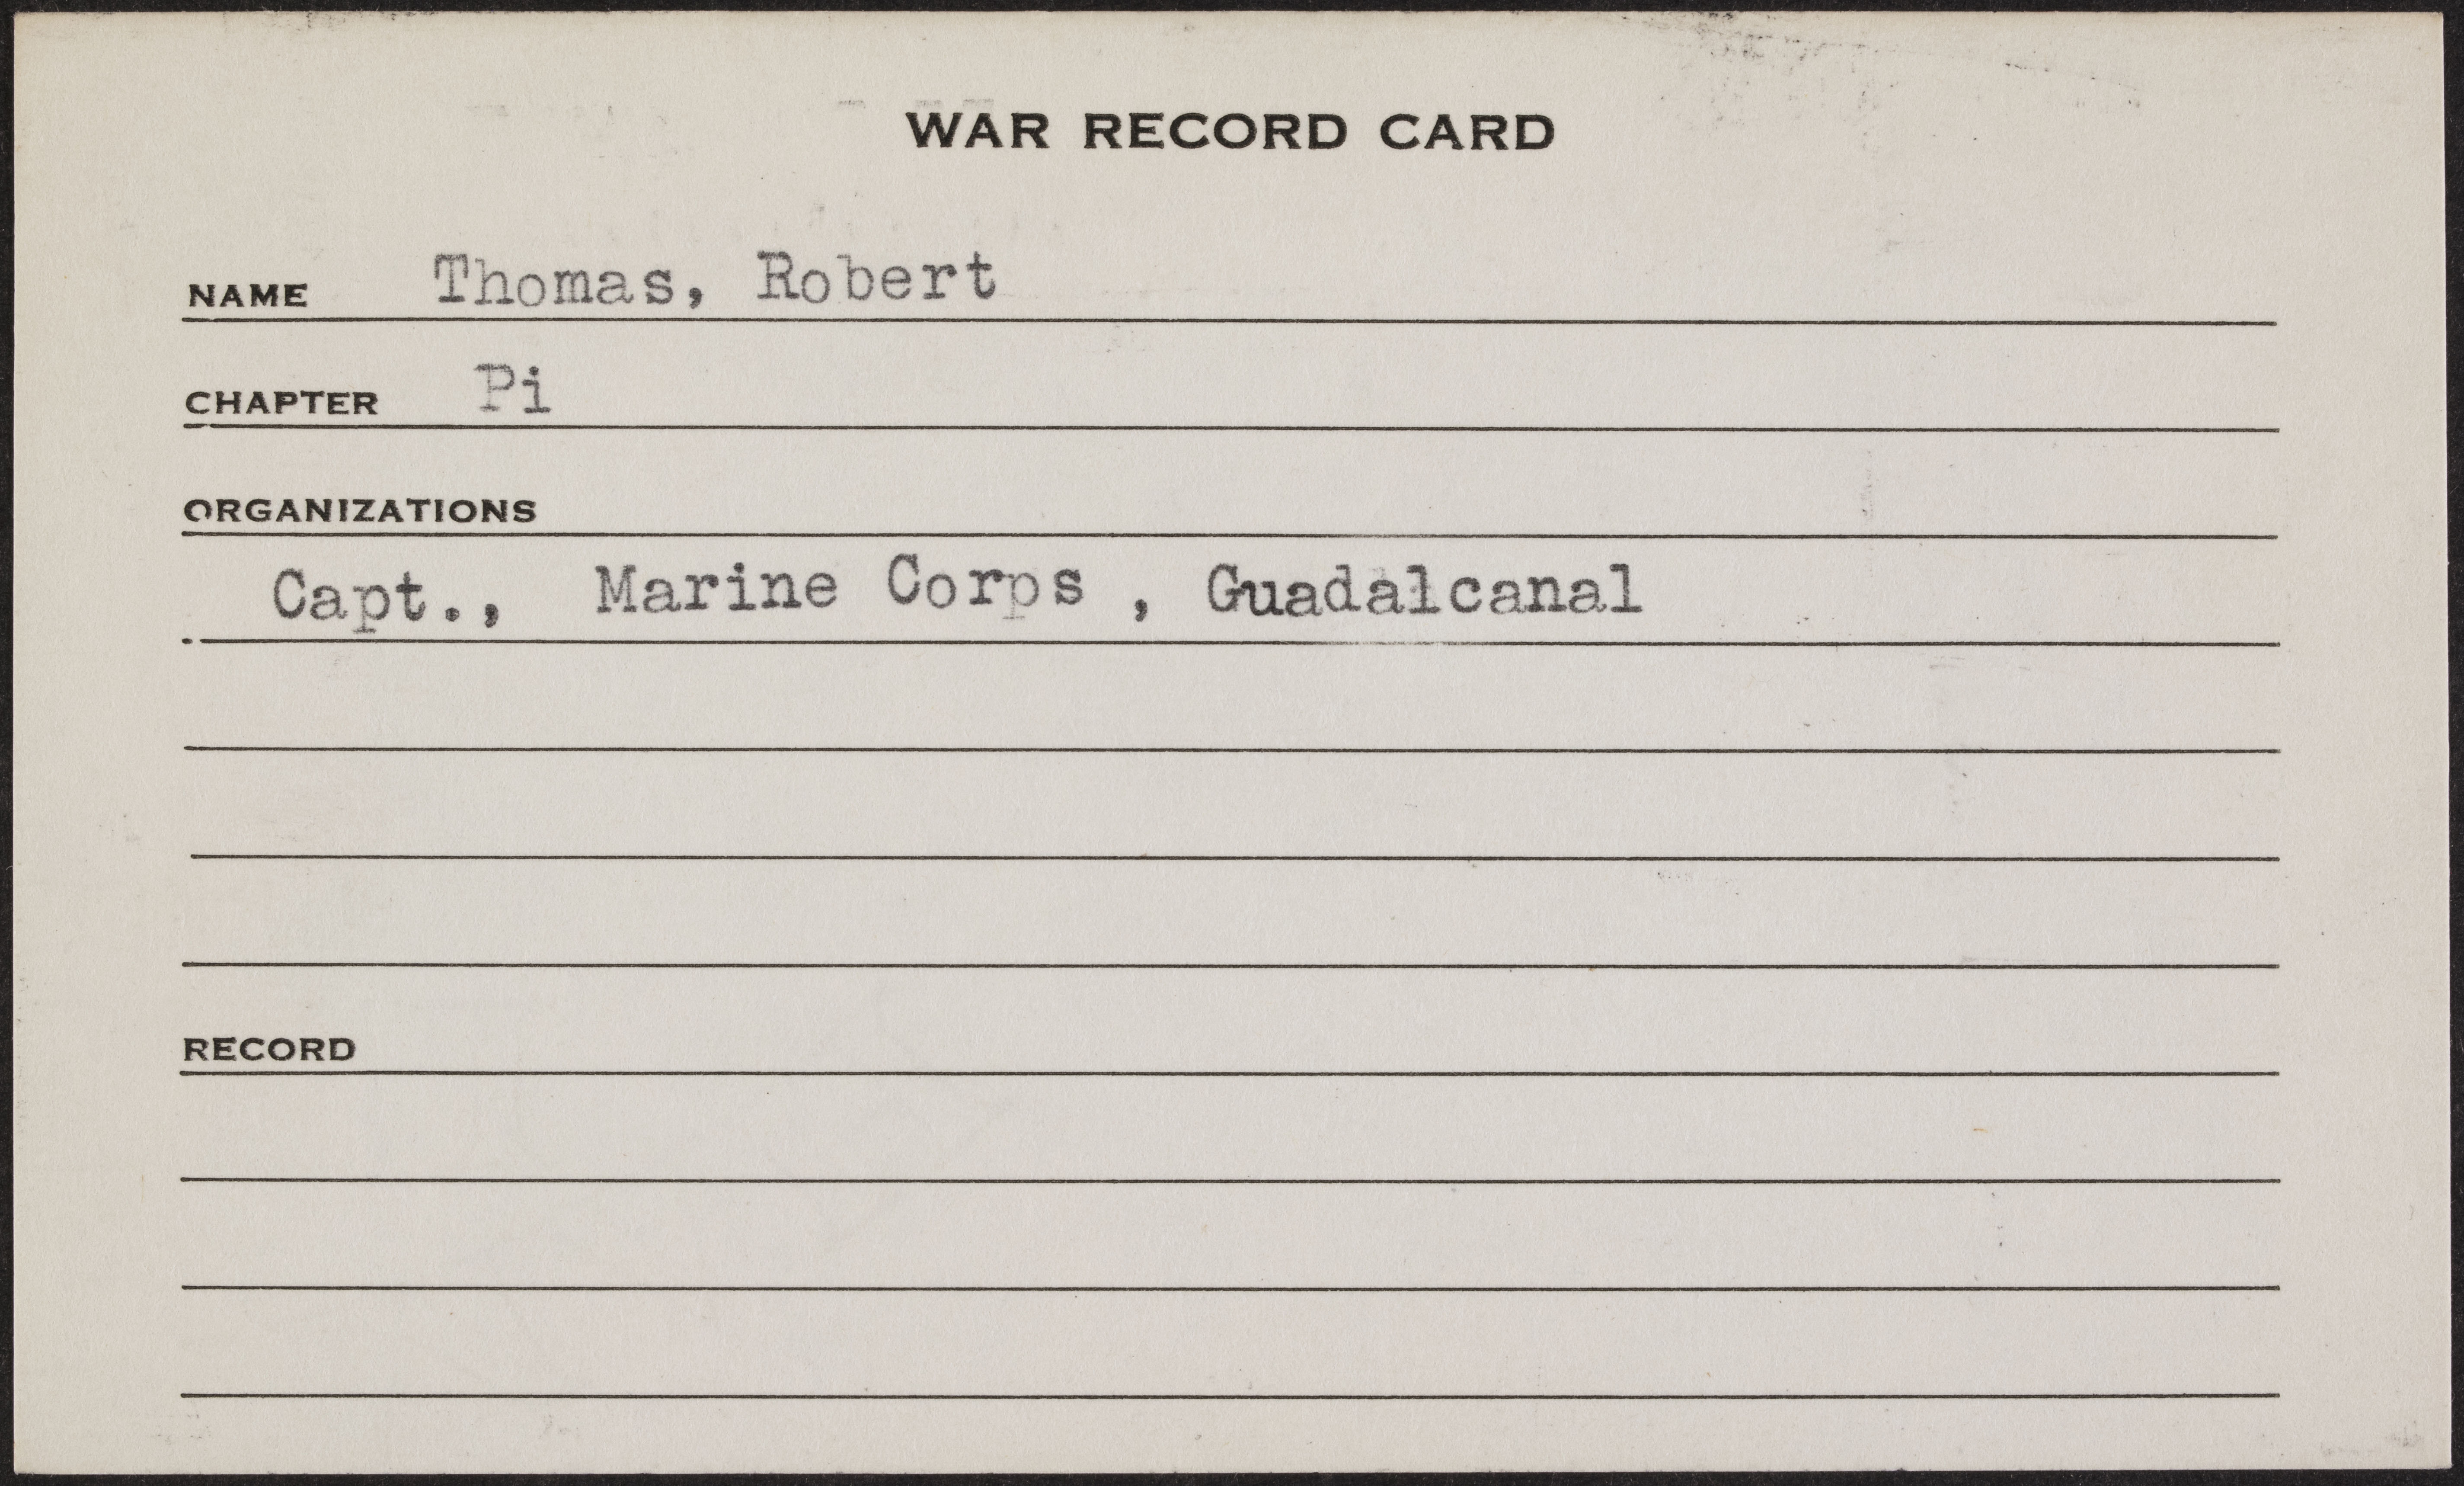 WAR RECORD CARD
NAME Thomas, Robert
CHAPTER Pi
ORGANIZATIONS
Capt., Marine Corps , Guadalcanal
RECORD